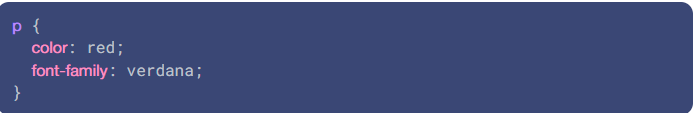 p {
  color: red;
  font-family: verdana;
}